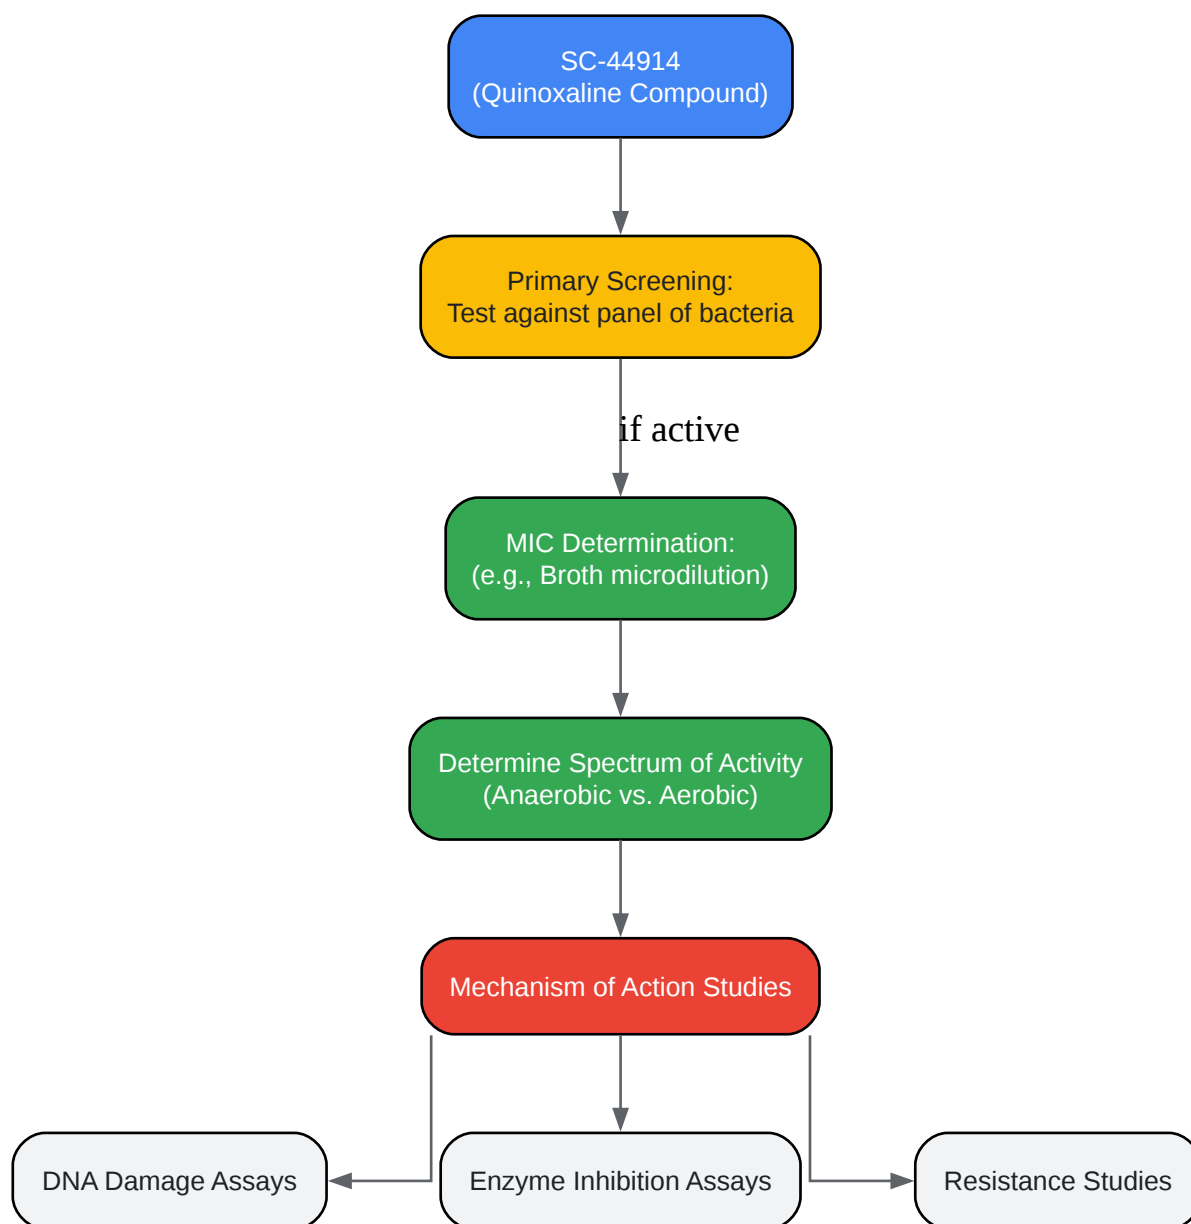 SC-44914
(Quinoxaline Compound)
Primary Screening:
Test against panel of bacteria
if active
MIC Determination:
(e.g., Broth microdilution)
Determine Spectrum of Activity
(Anaerobic vs. Aerobic)
Mechanism of Action Studies
DNA Damage Assays
Enzyme Inhibition Assays
Resistance Studies